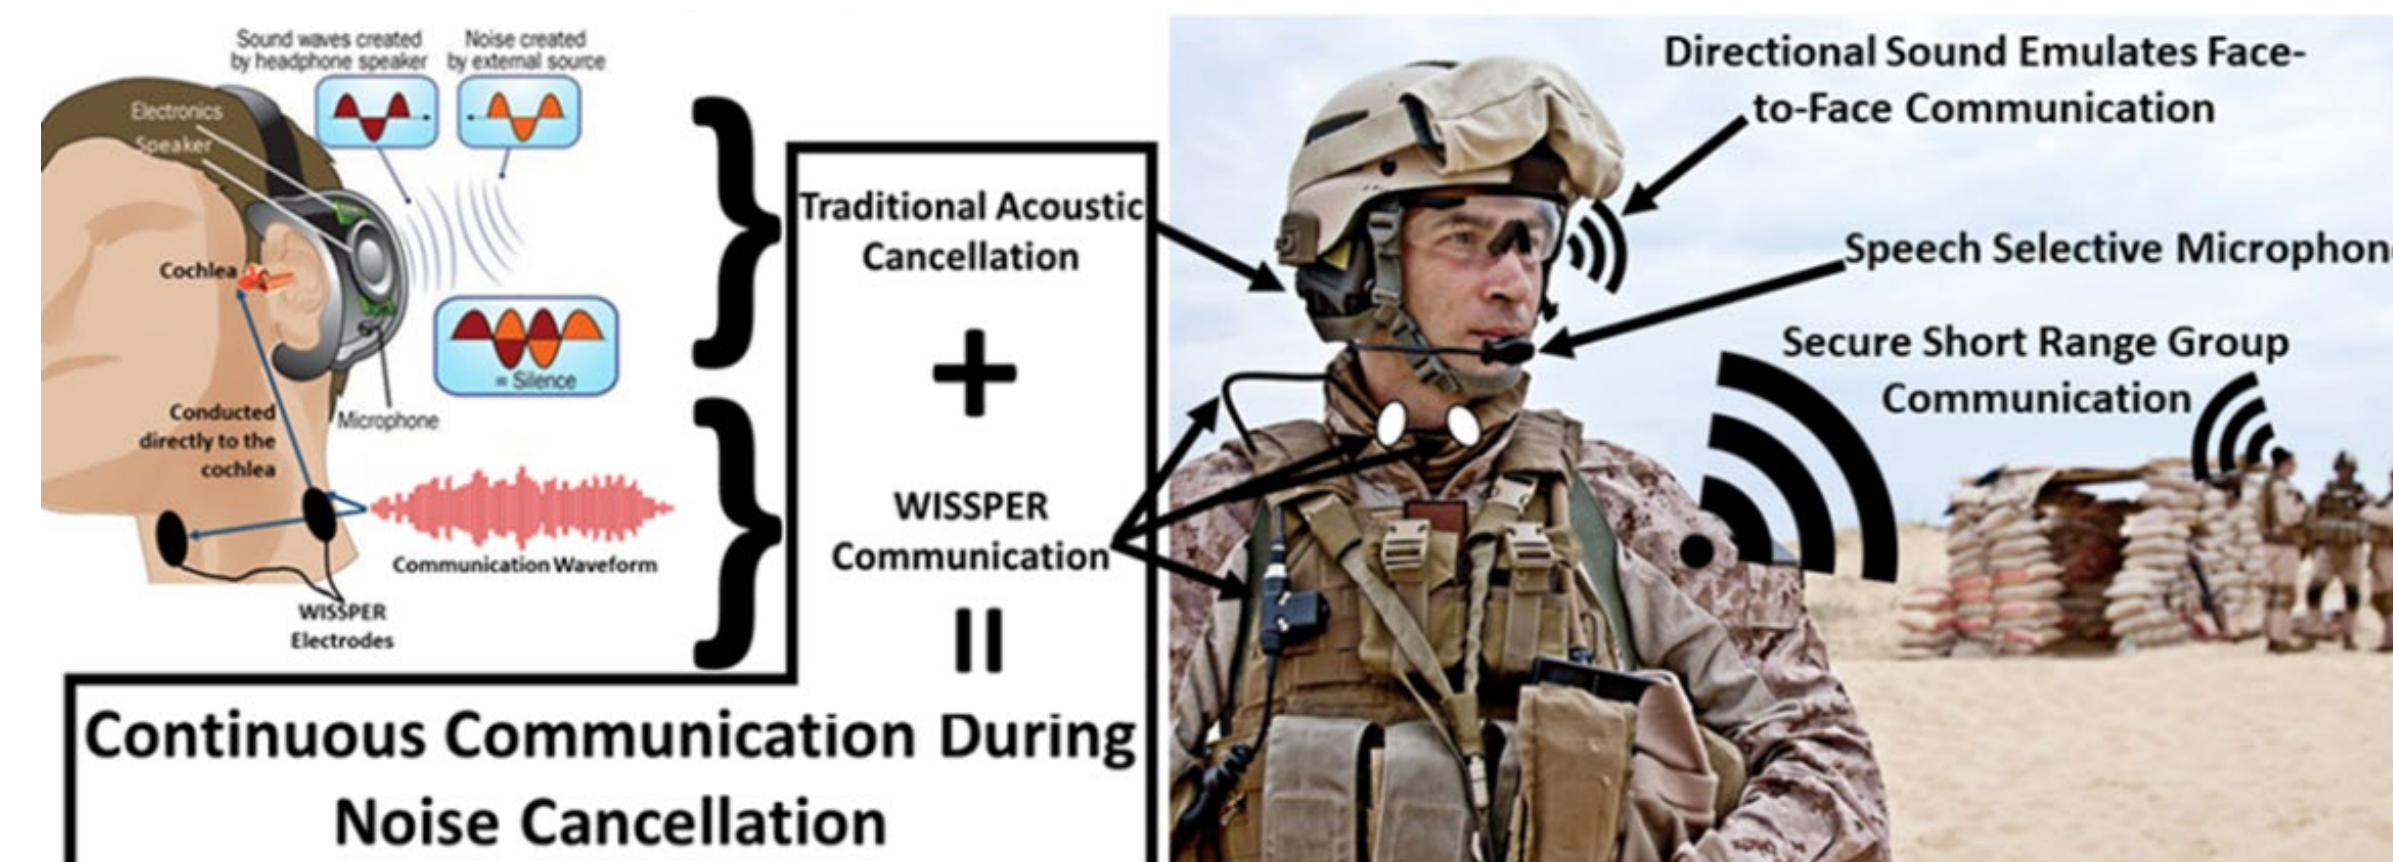 Sound waves created
by headphone speaker
Noise created
by external source
Electronics
Speaker
Cochlea
= Silence
Microphone
Conducted
directly to the
cochlea
Communication Waveform
WISSPER
Electrodes
Traditional Acoustic
Cancellation
+
WISSPER
Communication
=
Continuous Communication During
Noise Cancellation
Directional Sound Emulates Face-
to-Face Communication
Speech Selective Microphon
Secure Short Range Group
Communication